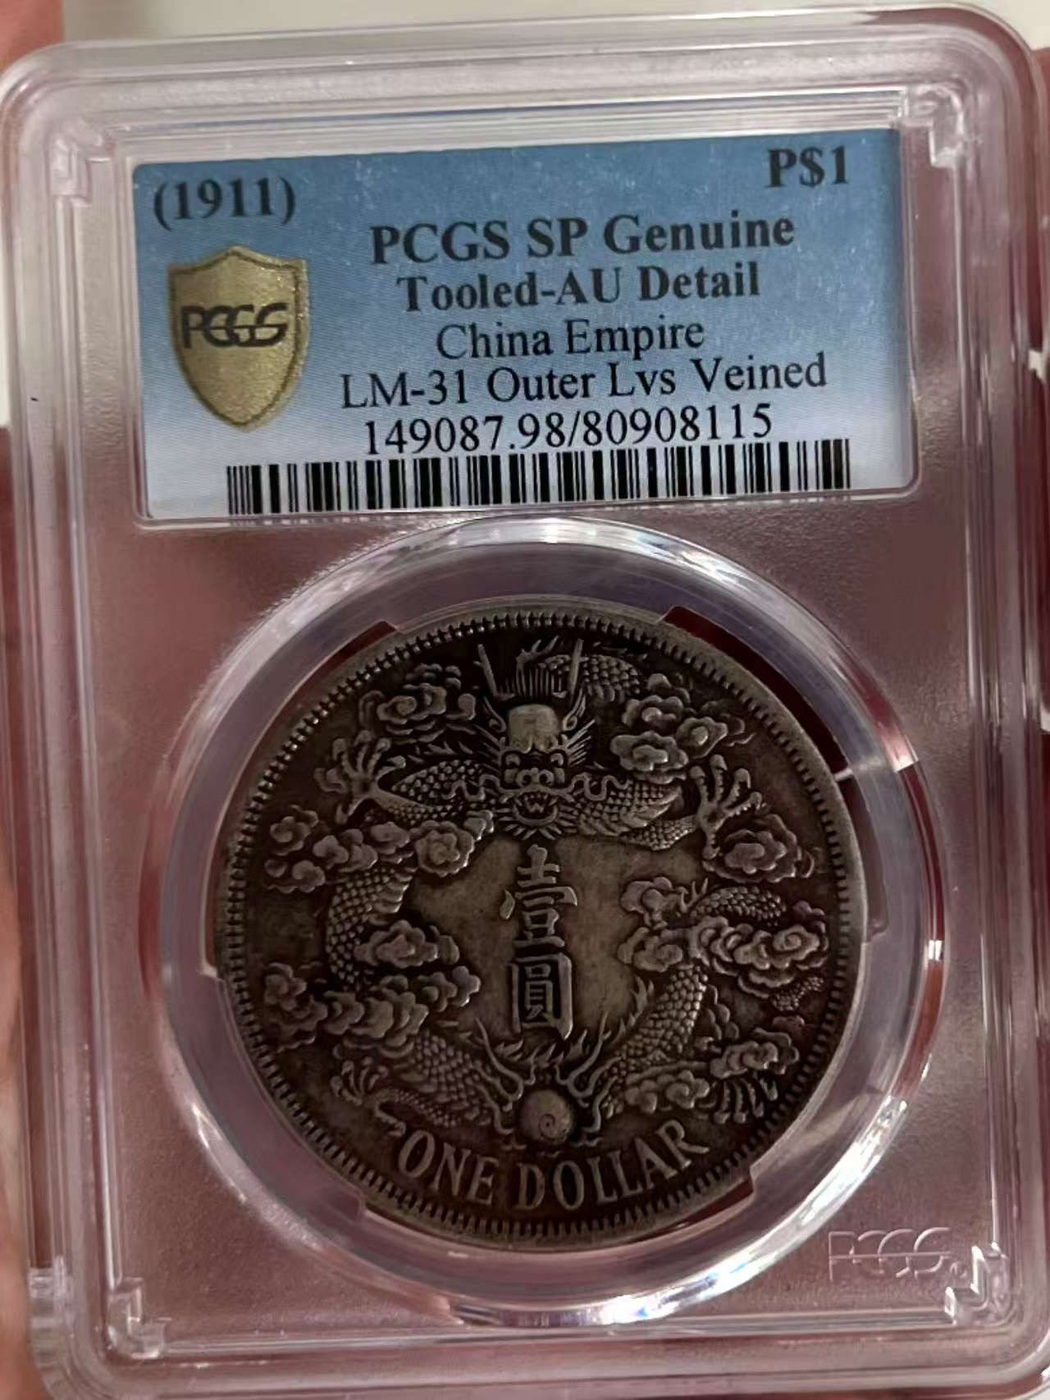 (1911)
P$1
PCGS SP Genuine
Tooled-AU Detail
China Empire
LM-31 Outer Lvs Veined
149087.98/80908115
PCGS
壹圓
ONE DOLLAR
PCGS